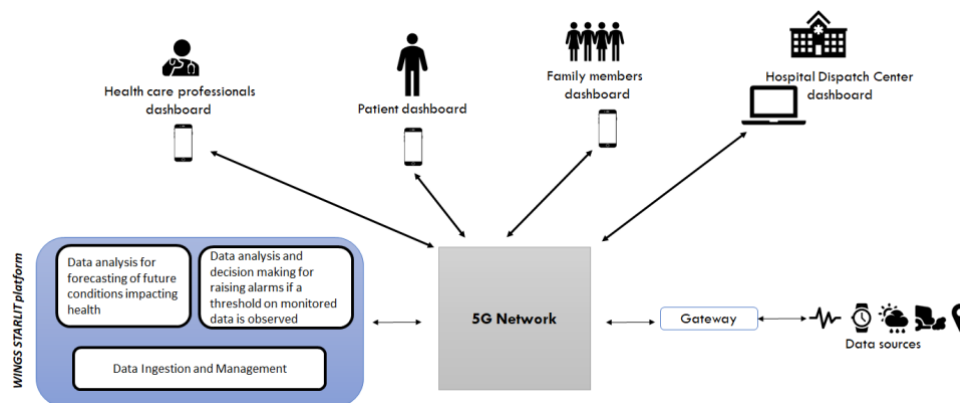 Health care professionals
dashboard
Patient dashboard
Family members
dashboard
Hospital Dispatch Center
dashboard
WINGS STARLIT platform
Data analysis for
forecasting of future
conditions impacting
health
Data analysis and
decision making for
raising alarms if a
threshold on monitored
data is observed
Data Ingestion and Management
5G Network
Gateway
Data sources